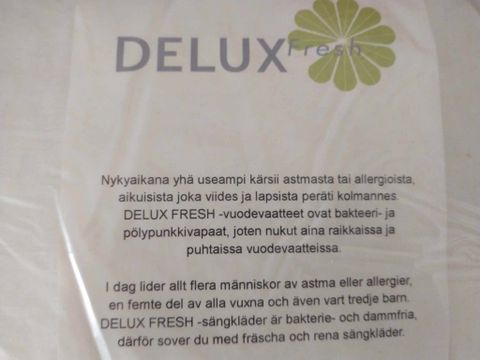 DELUX Fresh
Nykyaikana yhä useampi kärsii astmasta tai allergioista,
aikuisista joka viides ja lapsista peräti kolmannes.
DELUX FRESH -vuodevaatteet ovat bakteeri- ja
pölypunkkivapaat, joten nukut aina raikkaissa ja
puhtaissa vuodevaatteissa.
I dag lider allt flera människor av astma eller allergier,
en femte del av alla vuxna och även vart tredje barn.
DELUX FRESH -sängkläder är bakterie- och dammfria,
därför sover du med fräscha och rena sängkläder.